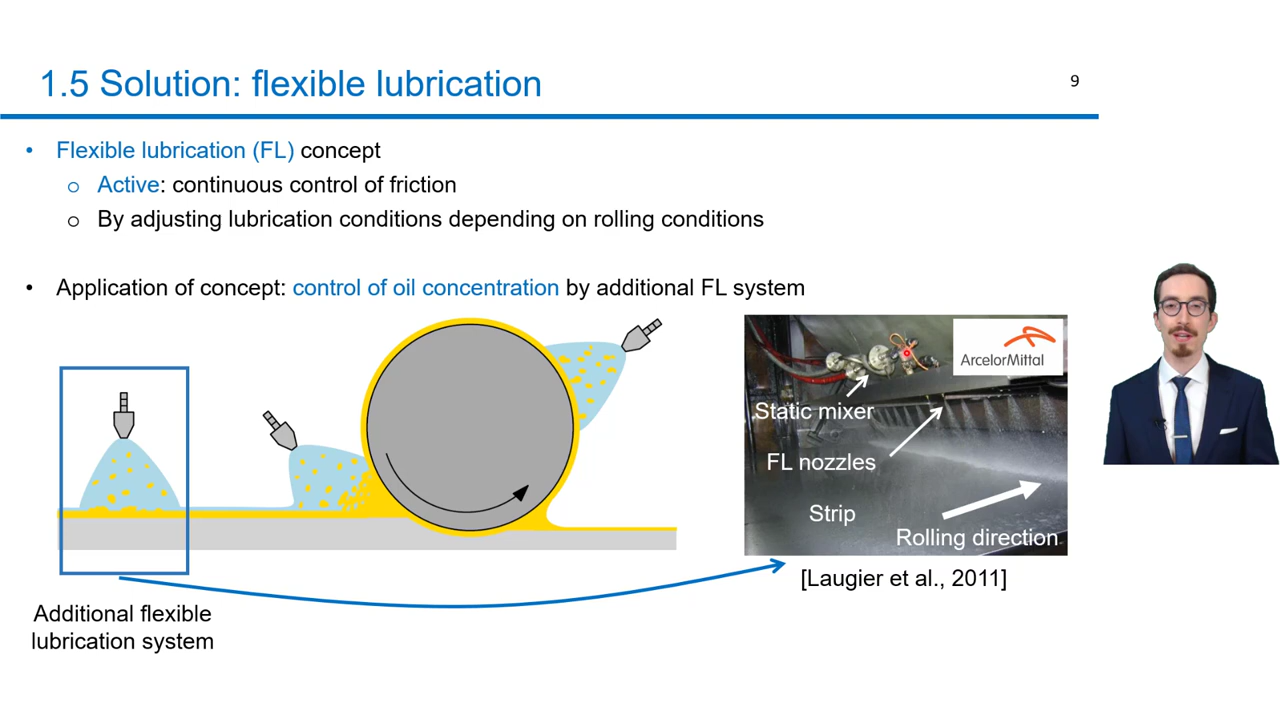 1.5 Solution: flexible lubrication
9
• Flexible lubrication (FL) concept
o Active: continuous control of friction
o By adjusting lubrication conditions depending on rolling conditions
• Application of concept: control of oil concentration by additional FL system
ArcelorMittal
Static mixer
FL nozzles
Strip
Rolling direction
[Laugier et al., 2011]
Additional flexible
lubrication system